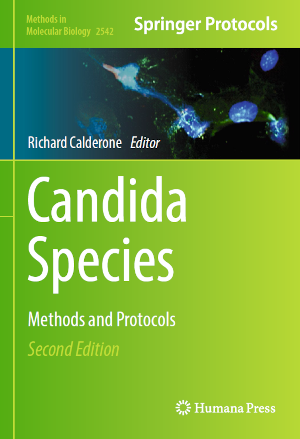 Methods in
Molecular Biology 2542
Springer Protocols
Richard Calderone Editor
Candida
Species
Methods and Protocols
Second Edition
Humana Press